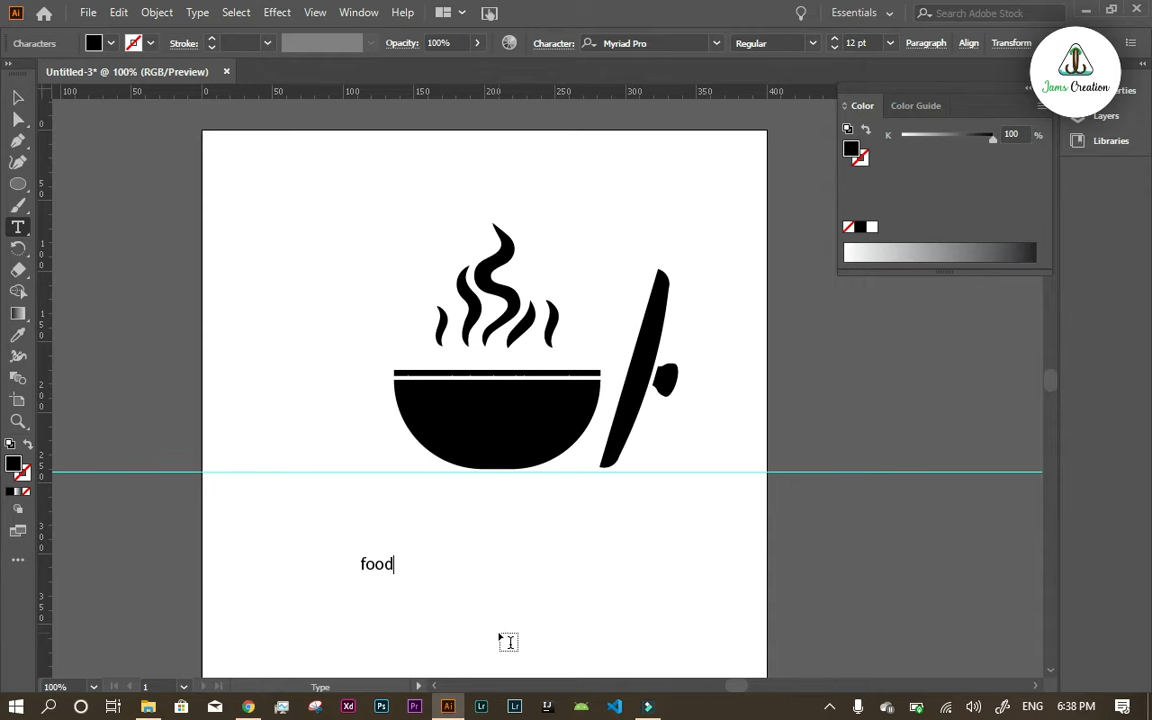 File Edit Object Type Select Effect View Window Help Essentials Search Adobe Stock
Characters Stroke: Opacity: 100% Character: Myriad Pro Regular 12 pt Paragraph Align Transform
Untitled-3* @ 100% (RGB/Preview)
Jams Creation
100 50 0 50 100 150 200 250 300 350 400
Color Color Guide
K 100 %
Layers
Libraries
food
100% 1 Type
ENG 6:38 PM